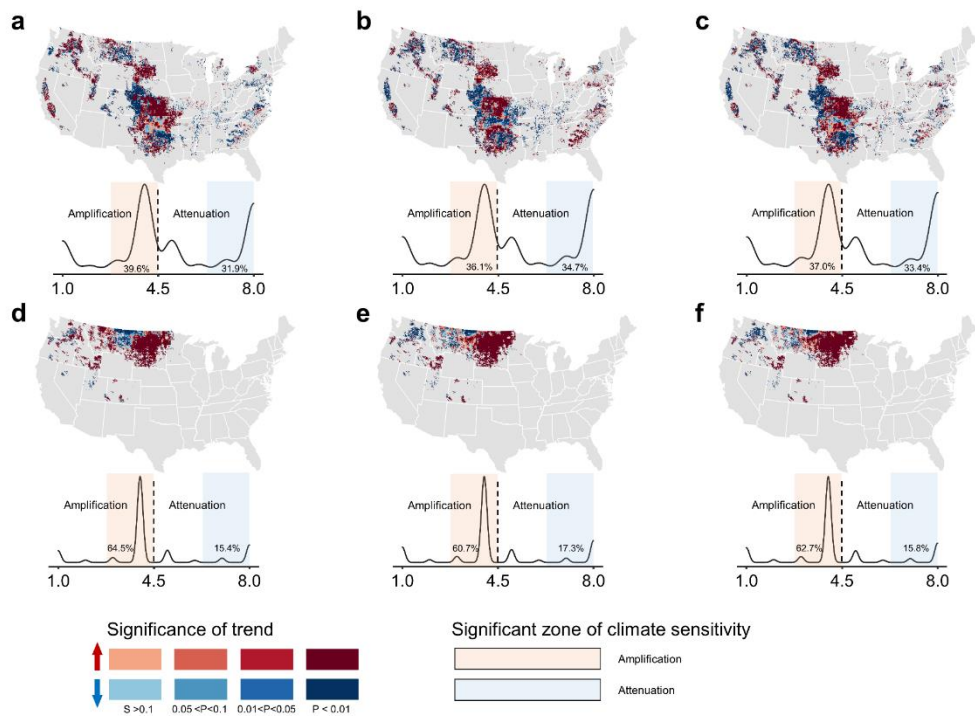 a
b
c
Amplification
Attenuation
39.6%
31.9%
1.0
4.5
8.0
Amplification
Attenuation
36.1%
34.7%
1.0
4.5
8.0
Amplification
Attenuation
37.0%
33.4%
1.0
4.5
8.0
d
e
f
Amplification
Attenuation
64.5%
15.4%
1.0
4.5
8.0
Amplification
Attenuation
60.7%
17.3%
1.0
4.5
8.0
Amplification
Attenuation
62.7%
15.8%
1.0
4.5
8.0
Significance of trend
S >0.1
0.05 <P<0.1
0.01<P<0.05
P < 0.01
Significant zone of climate sensitivity
Amplification
Attenuation